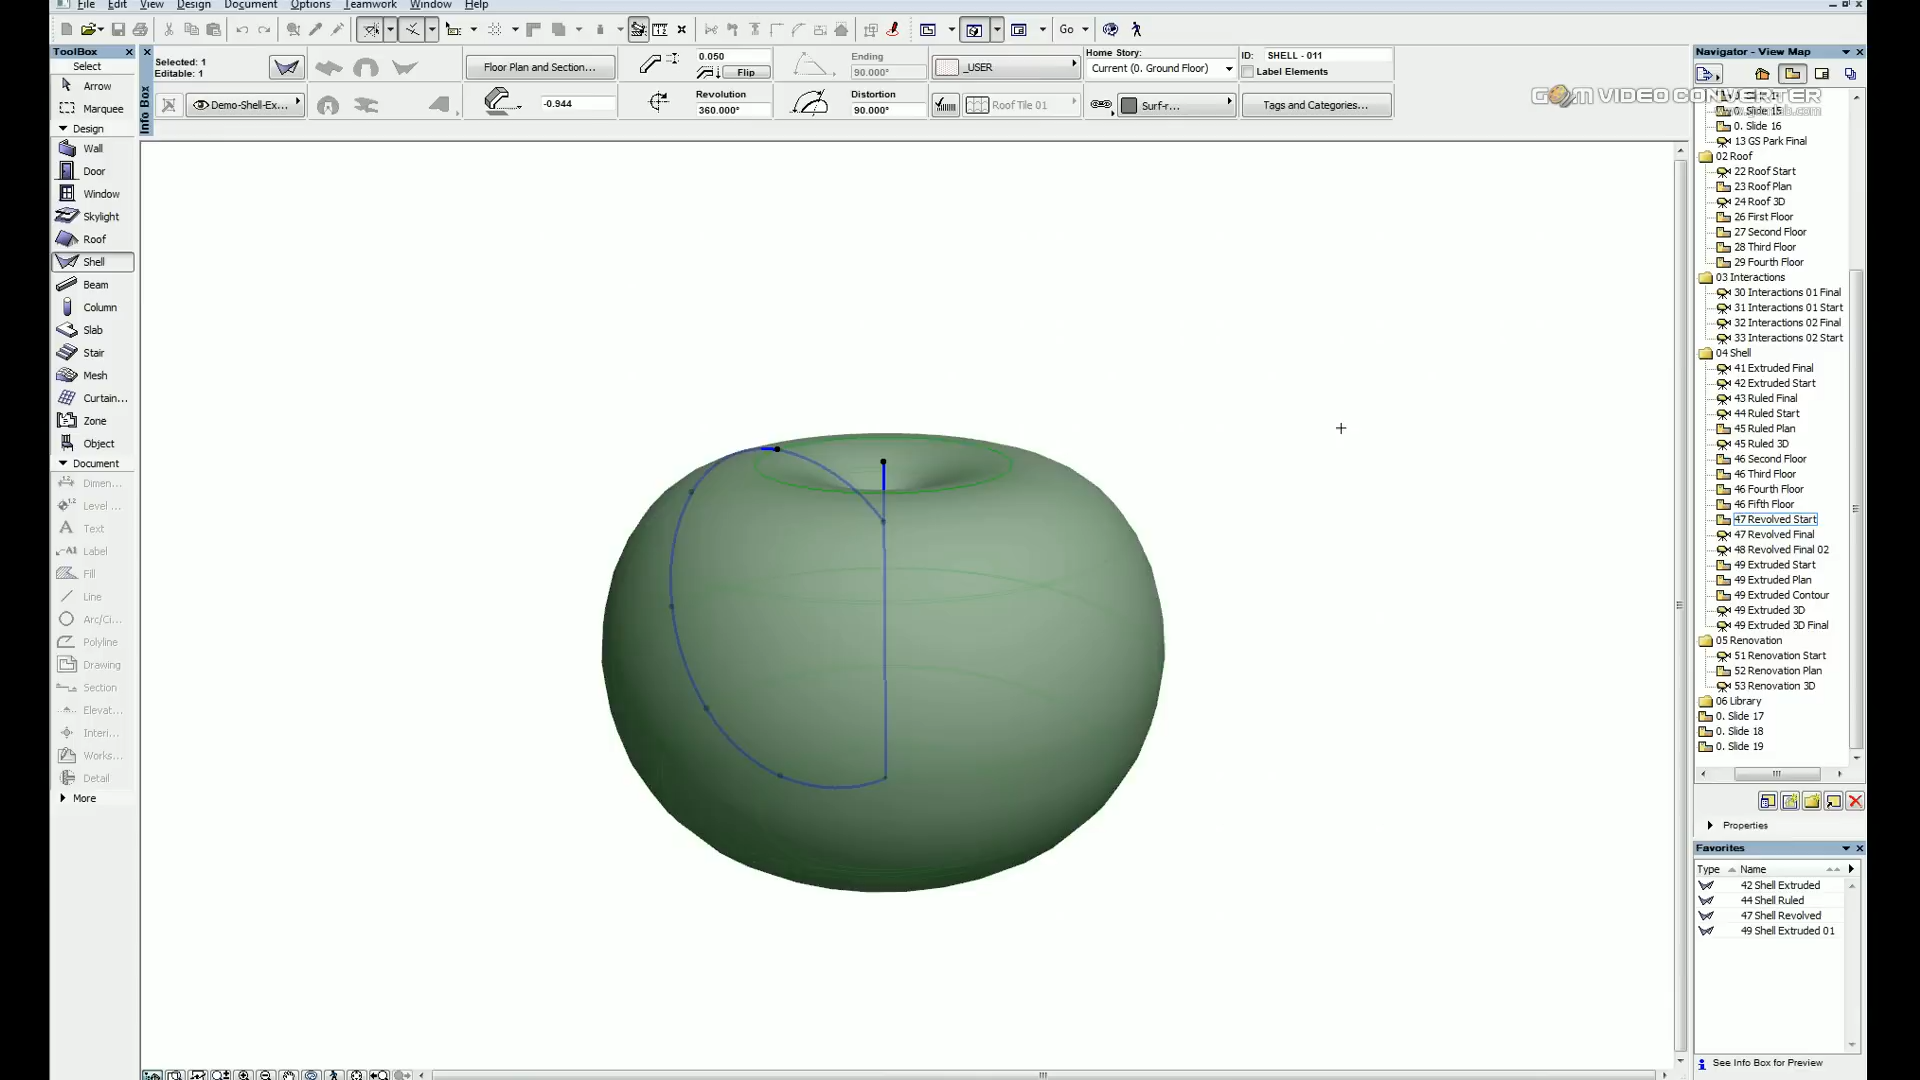 File Edit View Design Document Options Teamwork Window Help
Go
ToolBox
Select
Arrow
Marquee
Design
Wall
Door
Window
Skylight
Roof
Shell
Beam
Column
Slab
Stair
Mesh
Curtain...
Zone
Object
Document
Dimen...
Level ...
Text
Label
Fill
Line
Arc/Ci...
Polyline
Drawing
Section
Elevat...
Interi...
Works...
Detail
More
Info Box
Selected: 1
Editable: 1
Demo-Shell-Ex...
Floor Plan and Section...
-0.944
0.050
Flip
Revolution
360.000°
Ending
90.000°
Distortion
90.000°
_USER
Roof Tile 01
Home Story:
Current (0. Ground Floor)
Surf-r...
ID: SHELL - 011
Label Elements
Tags and Categories...
Navigator - View Map
GOM VIDEO CONVERTER
0. Slide 15
0. Slide 16
13 GS Park Final
02 Roof
22 Roof Start
23 Roof Plan
24 Roof 3D
26 First Floor
27 Second Floor
28 Third Floor
29 Fourth Floor
03 Interactions
30 Interactions 01 Final
31 Interactions 01 Start
32 Interactions 02 Final
33 Interactions 02 Start
04 Shell
41 Extruded Final
42 Extruded Start
43 Ruled Final
44 Ruled Start
45 Ruled Plan
45 Ruled 3D
46 Second Floor
46 Third Floor
46 Fourth Floor
46 Fifth Floor
47 Revolved Start
47 Revolved Final
48 Revolved Final 02
49 Extruded Start
49 Extruded Plan
49 Extruded Contour
49 Extruded 3D
49 Extruded 3D Final
05 Renovation
51 Renovation Start
52 Renovation Plan
53 Renovation 3D
06 Library
0. Slide 17
0. Slide 18
0. Slide 19
Properties
Favorites
Type Name
42 Shell Extruded
44 Shell Ruled
47 Shell Revolved
49 Shell Extruded 01
See Info Box for Preview